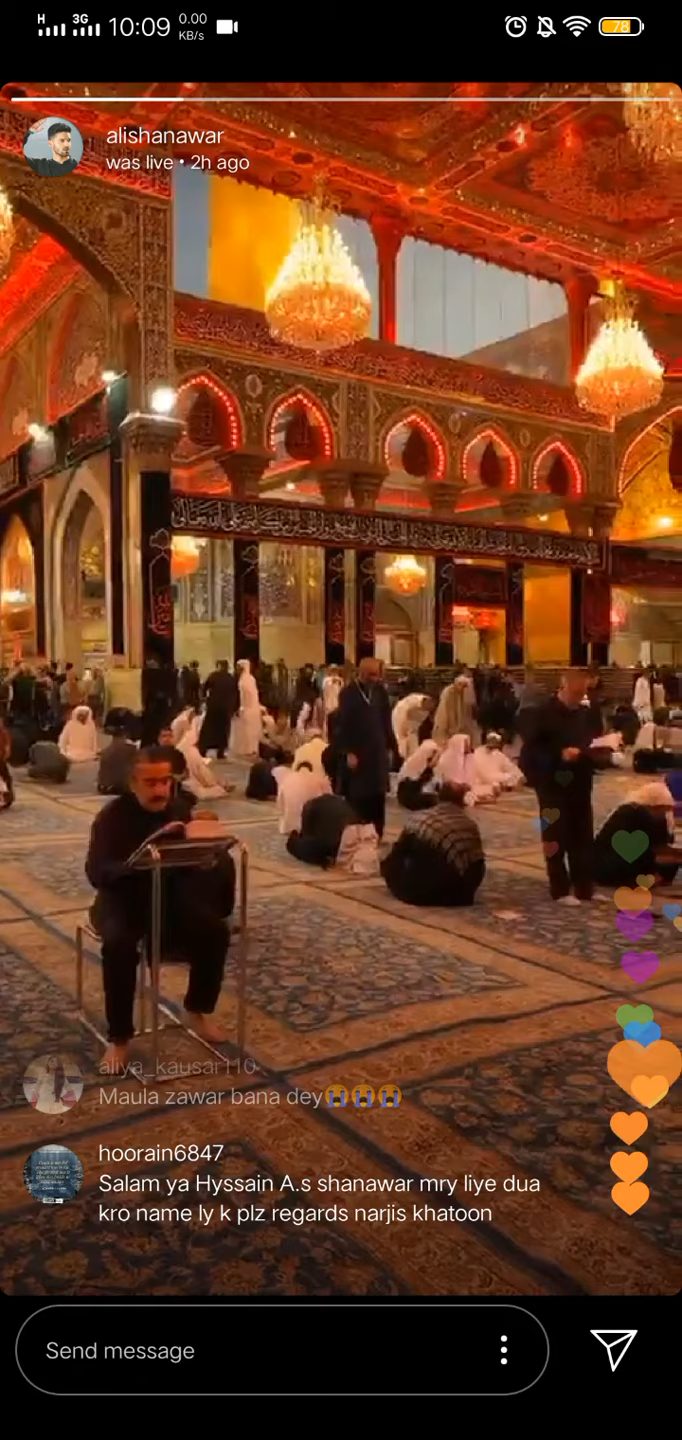 H
3G
10:09
0.00
KB/s
78
alishanawar
was live • 2h ago
aliya_kausar110
Maula zawar bana dey😭😭😭
hoorain6847
Salam ya Hyssain A.s shanawar mry liye dua
kro name ly k plz regards narjis khatoon
Send message